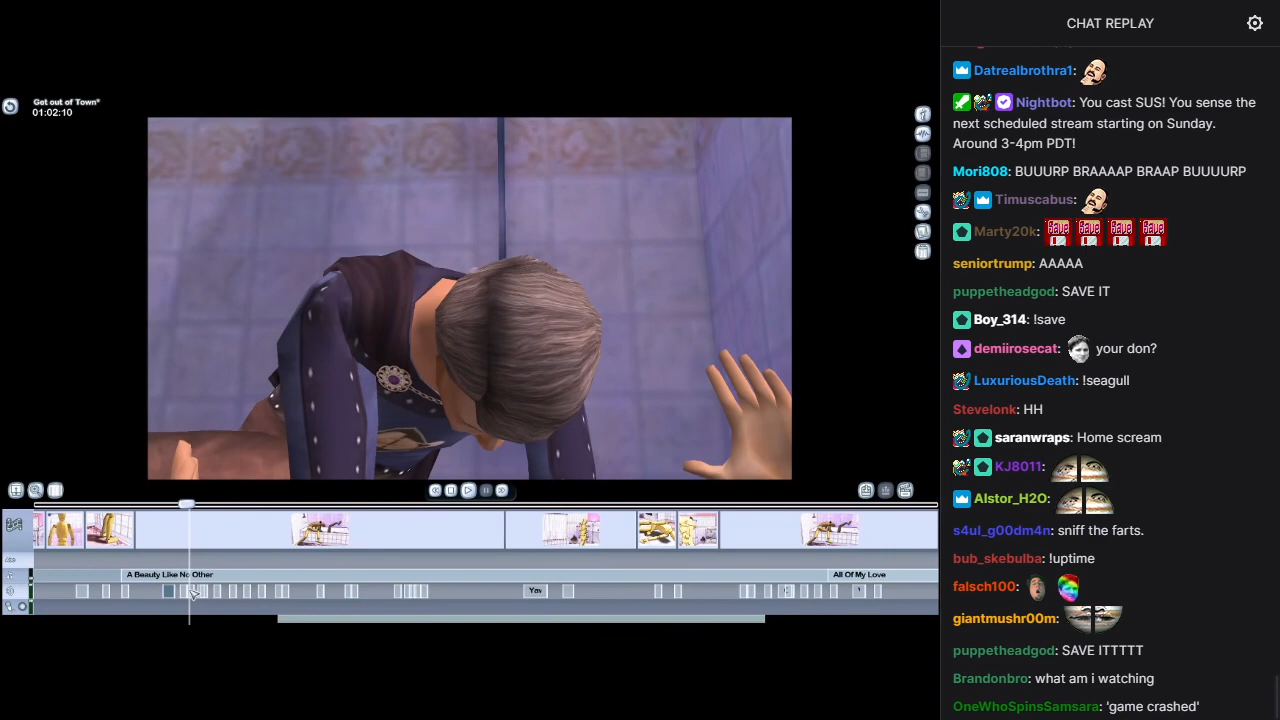 CHAT REPLAY
Get out of Town*
01:02:10
Datrealbrothra1:
Nightbot: You cast SUS! You sense the
next scheduled stream starting on Sunday.
Around 3-4pm PDT!
Mori808: BUUURP BRAAAAP BRAAP BUUUURP
Timuscabus:
Marty20k:
seniortrump: AAAAA
puppetheadgod: SAVE IT
Boy_314: !save
demiirosecat: your don?
LuxuriousDeath: !seagull
Stevelonk: HH
saranwraps: Home scream
KJ8011:
Alstor_H2O:
s4ul_g00dm4n: sniff the farts.
bub_skebulba: !uptime
falsch100:
giantmushr00m:
puppetheadgod: SAVE ITTTTT
Brandonbro: what am i watching
OneWhoSpinsSamsara: 'game crashed'
A Beauty Like No Other
All Of My Love